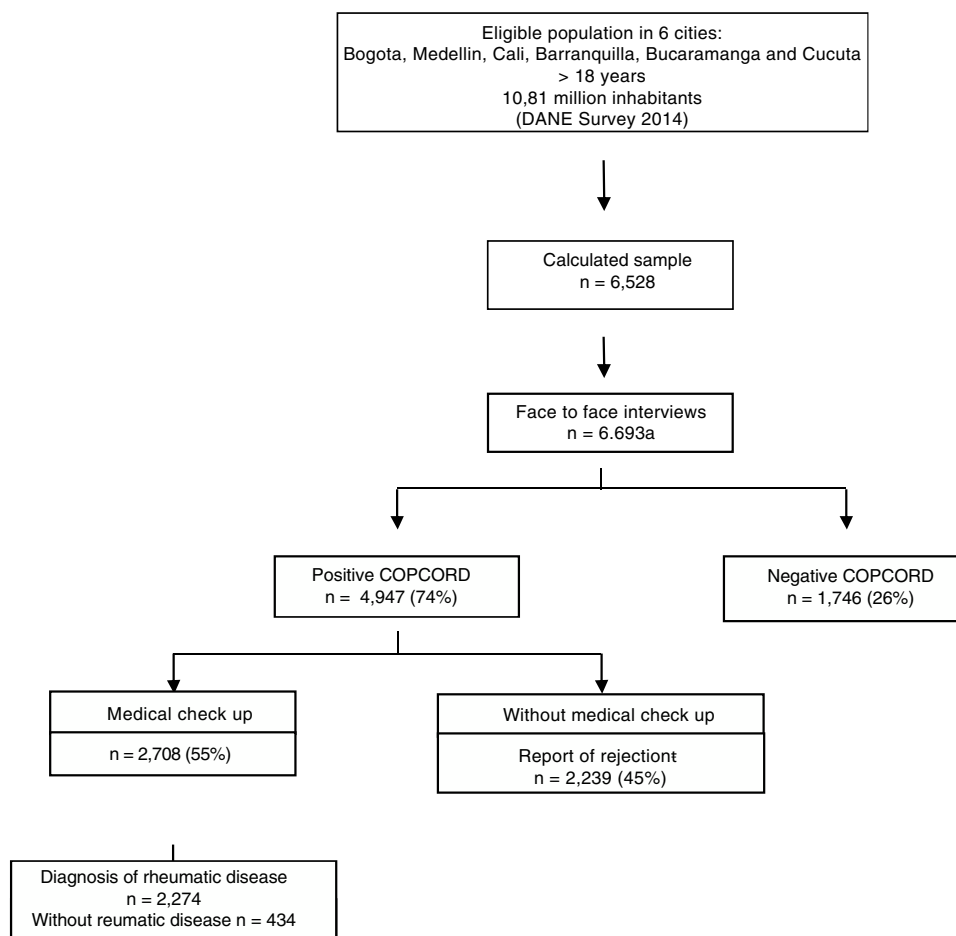 Eligible population in 6 cities:
Bogota, Medellin, Cali, Barranquilla, Bucaramanga and Cucuta
> 18 years
10,81 million inhabitants
(DANE Survey 2014)
Calculated sample
n = 6,528
Face to face interviews
n = 6.693a
Positive COPCORD
n = 4,947 (74%)
Negative COPCORD
n = 1,746 (26%)
Medical check up
n = 2,708 (55%)
Without medical check up
Report of rejectionŧ
n = 2,239 (45%)
Diagnosis of rheumatic disease
n = 2,274
Without reumatic disease n = 434